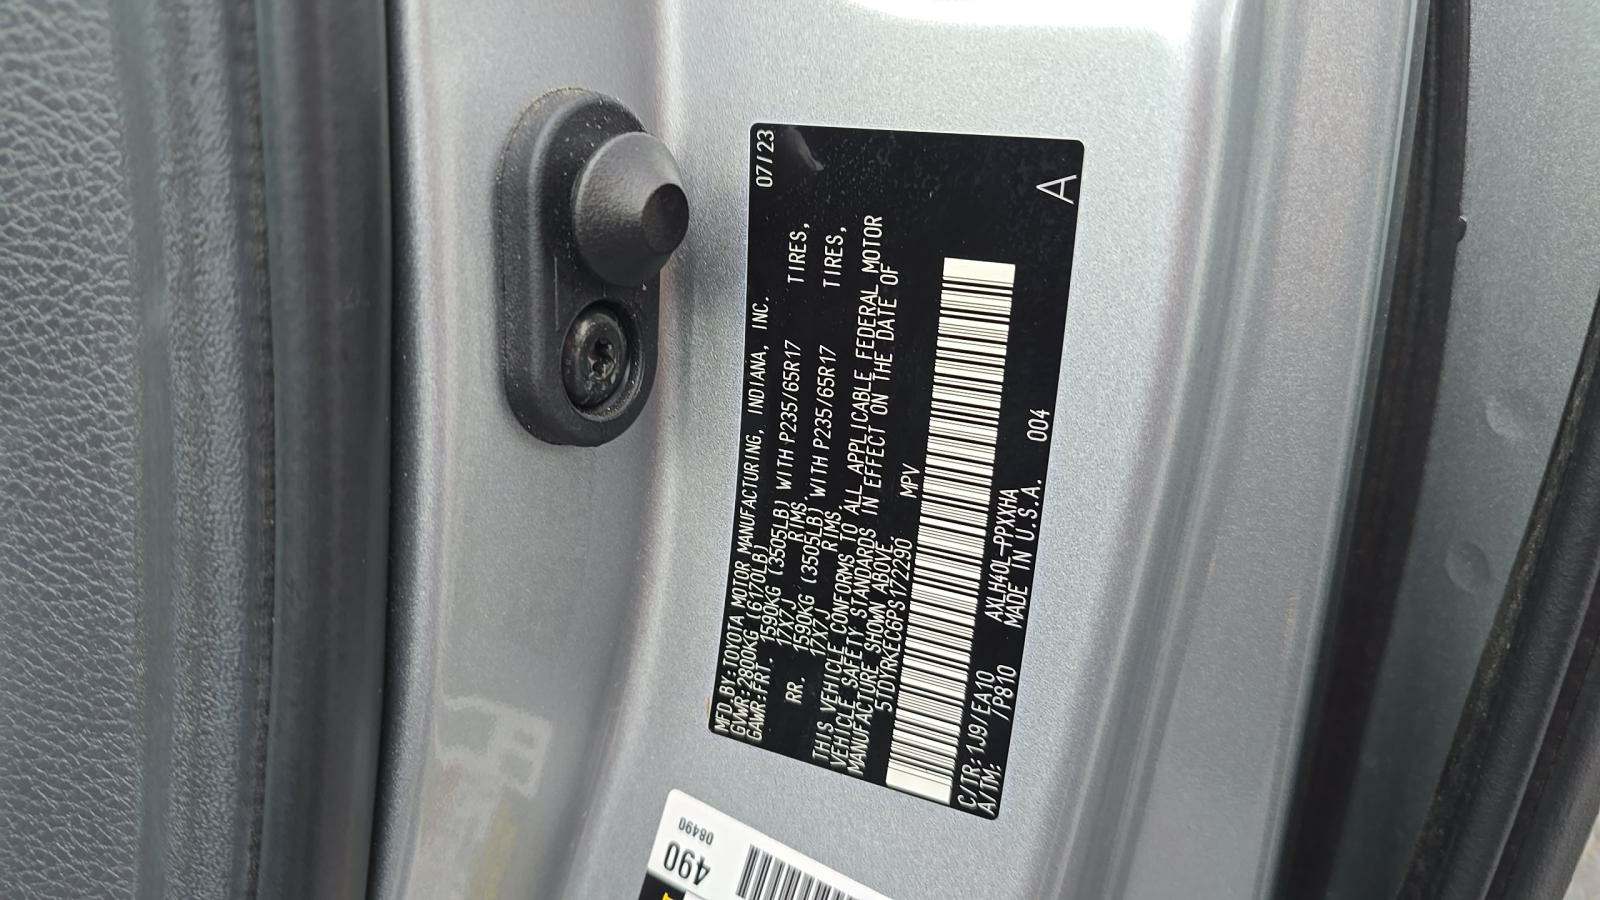 MFD.BY:TOYOTA MOTOR MANUFACTURING, INDIANA, INC. 07/23
GVWR:2800KG (6170LB)
GAWR:FRT. 1590KG (3505LB) WITH P235/65R17 TIRES,
17X7J RIMS.
RR. 1590KG (3505LB) WITH P235/65R17 TIRES,
17X7J RIMS.
THIS VEHICLE CONFORMS TO ALL APPLICABLE FEDERAL MOTOR
VEHICLE SAFETY STANDARDS IN EFFECT ON THE DATE OF
MANUFACTURE SHOWN ABOVE.
5TDYRKEC6PS172290 MPV
C/TR:1J9/EA10 AXLH40L-PPXXHA
A/TM: /P810 MADE IN U.S.A. 004 A
490
08490